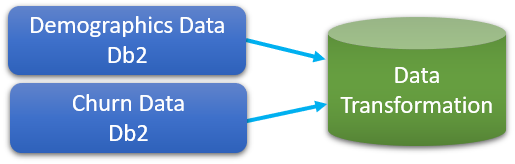 Demographics Data
Db2
Churn Data
Db2
Data
Transformation